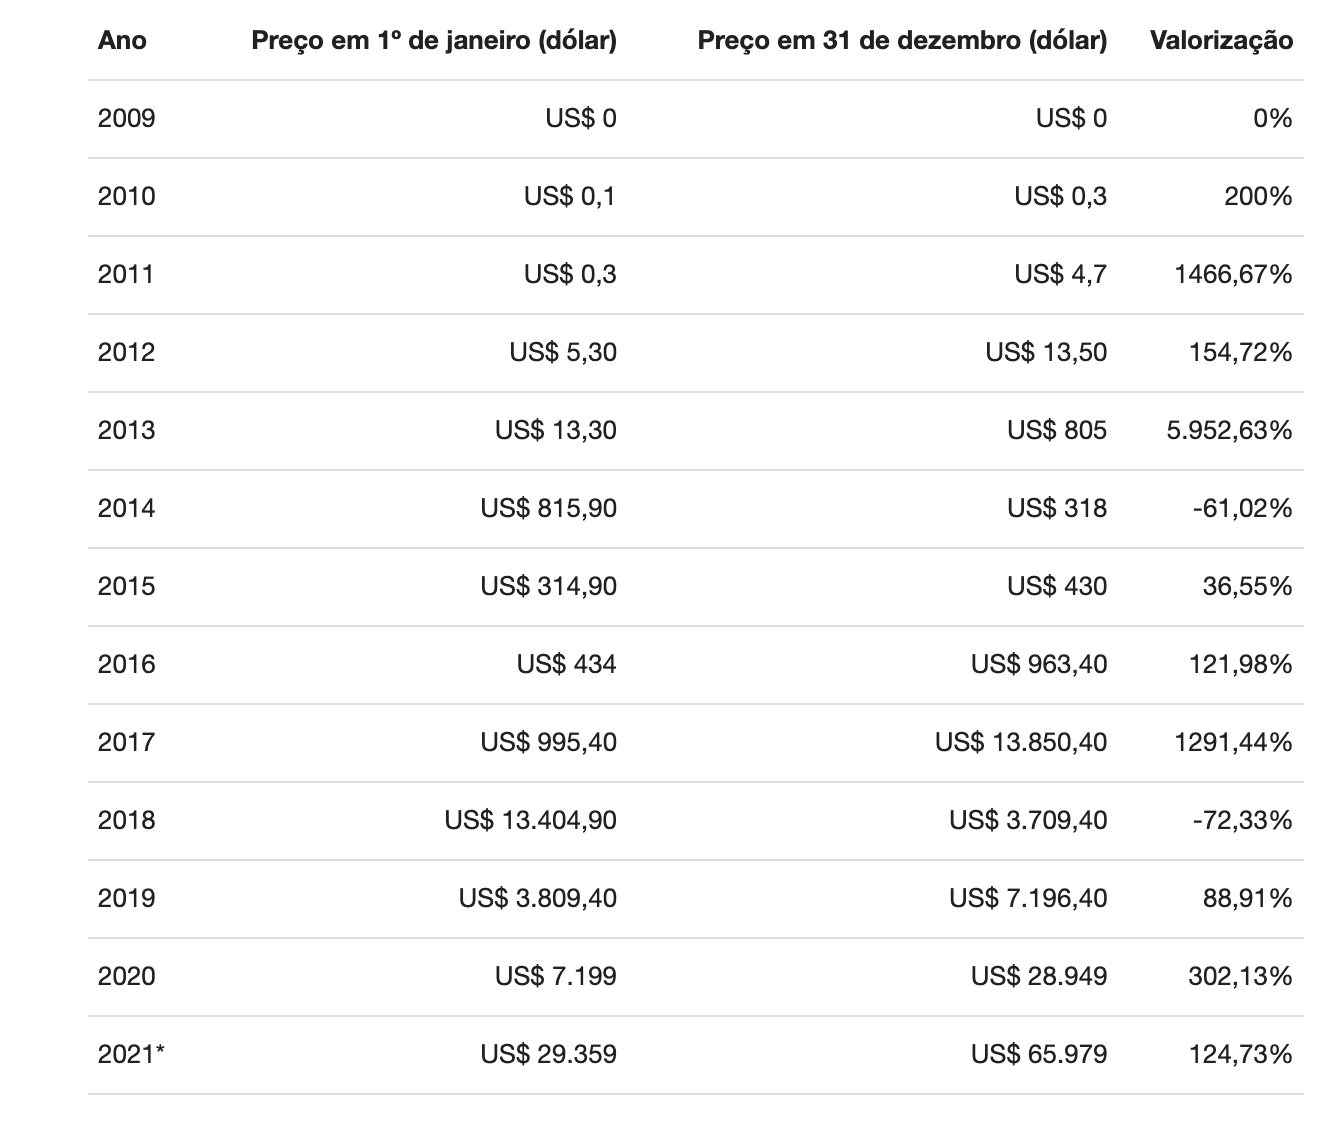 Ano Preço em 1º de janeiro (dólar) Preço em 31 de dezembro (dólar) Valorização
2009 US$ 0 US$ 0 0%
2010 US$ 0,1 US$ 0,3 200%
2011 US$ 0,3 US$ 4,7 1466,67%
2012 US$ 5,30 US$ 13,50 154,72%
2013 US$ 13,30 US$ 805 5.952,63%
2014 US$ 815,90 US$ 318 -61,02%
2015 US$ 314,90 US$ 430 36,55%
2016 US$ 434 US$ 963,40 121,98%
2017 US$ 995,40 US$ 13.850,40 1291,44%
2018 US$ 13.404,90 US$ 3.709,40 -72,33%
2019 US$ 3.809,40 US$ 7.196,40 88,91%
2020 US$ 7.199 US$ 28.949 302,13%
2021* US$ 29.359 US$ 65.979 124,73%